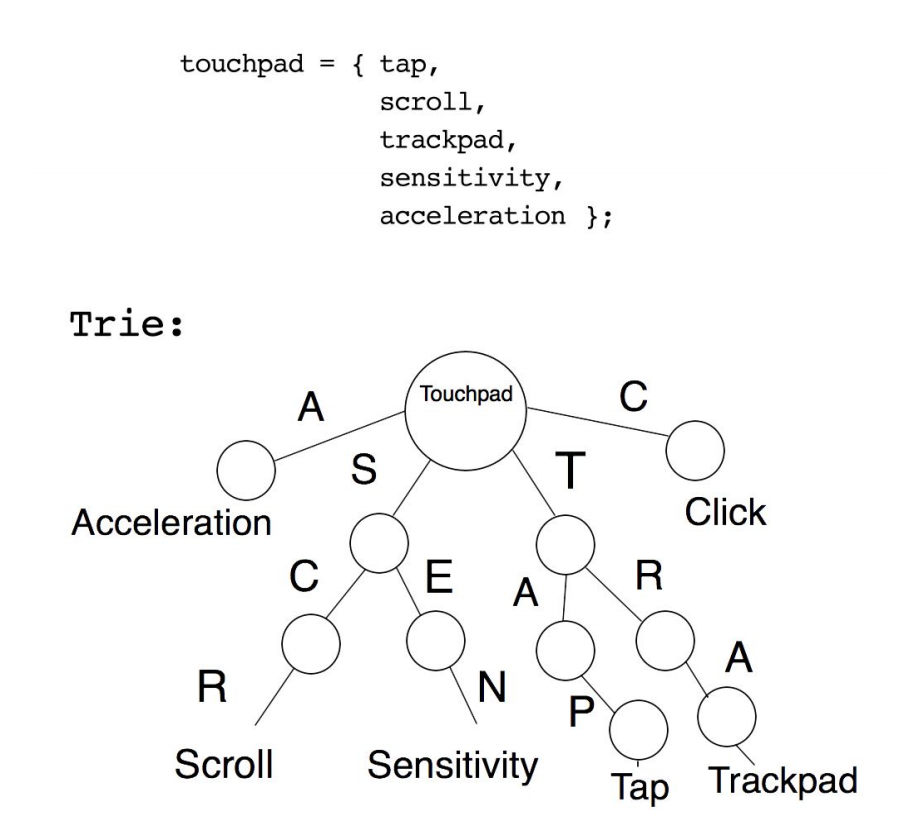 touchpad = { tap,
scroll,
trackpad,
sensitivity,
acceleration };
Trie:
Touchpad
A
C
S
T
Acceleration
Click
C
E
A
R
R
N
P
A
Scroll
Sensitivity
Tap
Trackpad